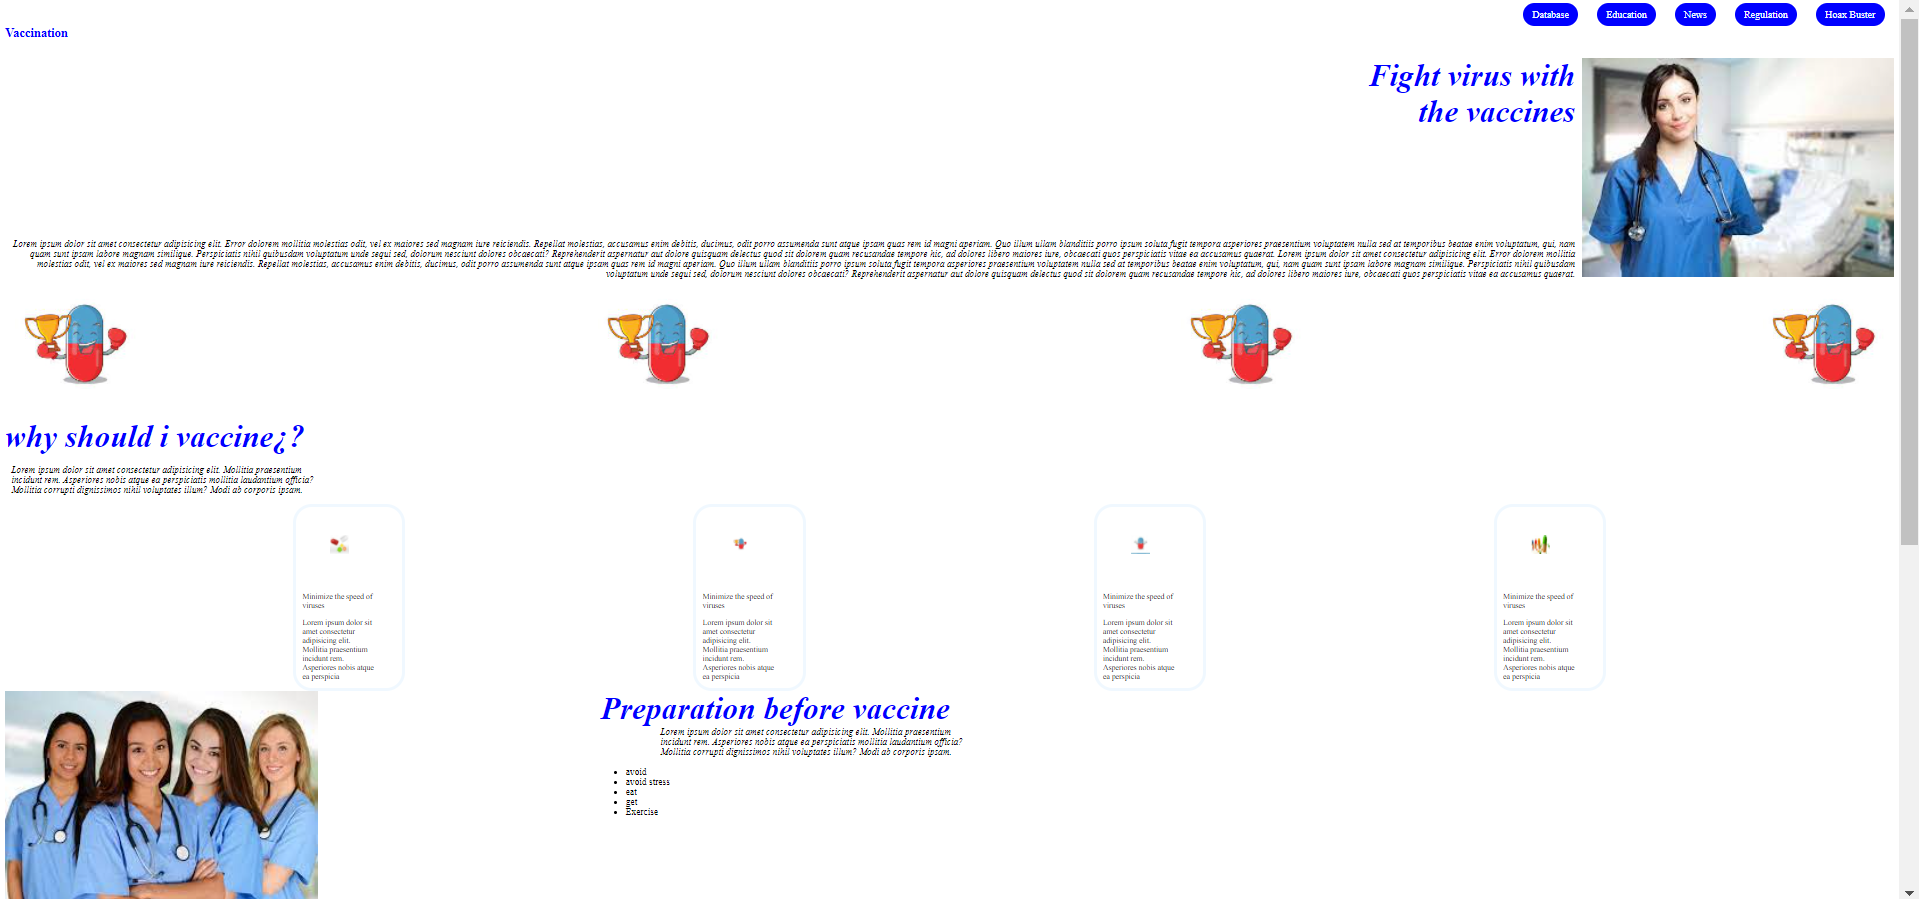 Database Education News Regulation Hoax Buster
Vaccination
Fight virus with
the vaccines
Lorem ipsum dolor sit amet consectetur adipisicing elit. Error dolorem mollitia molestias odit, vel ex maiores sed magnam iure reiciendis. Repellat molestias, accusamus enim debitis, ducimus, odit porro assumenda sunt atque ipsam quas rem id magni aperiam. Quo illum ullam blanditiis porro ipsum soluta fugit tempora asperiores praesentium voluptatem nulla sed at temporibus beatae enim voluptatum, qui, nam
quam sunt ipsam labore magnam similique. Perspiciatis nihil quibusdam voluptatum unde sequi sed, dolorum nesciunt dolores obcaecati? Reprehenderit aspernatur aut dolore quisquam delectus quod sit dolorem quam recusandae tempore hic, ad dolores libero maiores iure, obcaecati quos perspiciatis vitae ea accusamus quaerat. Lorem ipsum dolor sit amet consectetur adipisicing elit. Error dolorem mollitia
molestias odit, vel ex maiores sed magnam iure reiciendis. Repellat molestias, accusamus enim debitis, ducimus, odit porro assumenda sunt atque ipsam quas rem id magni aperiam. Quo illum ullam blanditiis porro ipsum soluta fugit tempora asperiores praesentium voluptatem nulla sed at temporibus beatae enim voluptatum, qui, nam quam sunt ipsam labore magnam similique. Perspiciatis nihil quibusdam
voluptatum unde sequi sed, dolorum nesciunt dolores obcaecati? Reprehenderit aspernatur aut dolore quisquam delectus quod sit dolorem quam recusandae tempore hic, ad dolores libero maiores iure, obcaecati quos perspiciatis vitae ea accusamus quaerat.
why should i vaccine¿?
Lorem ipsum dolor sit amet consectetur adipisicing elit. Mollitia praesentium
incidunt rem. Asperiores nobis atque ea perspiciatis mollitia laudantium officia?
Mollitia corrupti dignissimos nihil voluptates illum? Modi ab corporis ipsam.
Minimize the speed of
viruses
Lorem ipsum dolor sit
amet consectetur
adipisicing elit.
Mollitia praesentium
incidunt rem.
Asperiores nobis atque
ea perspicia
Minimize the speed of
viruses
Lorem ipsum dolor sit
amet consectetur
adipisicing elit.
Mollitia praesentium
incidunt rem.
Asperiores nobis atque
ea perspicia
Minimize the speed of
viruses
Lorem ipsum dolor sit
amet consectetur
adipisicing elit.
Mollitia praesentium
incidunt rem.
Asperiores nobis atque
ea perspicia
Minimize the speed of
viruses
Lorem ipsum dolor sit
amet consectetur
adipisicing elit.
Mollitia praesentium
incidunt rem.
Asperiores nobis atque
ea perspicia
Preparation before vaccine
Lorem ipsum dolor sit amet consectetur adipisicing elit. Mollitia praesentium
incidunt rem. Asperiores nobis atque ea perspiciatis mollitia laudantium officia?
Mollitia corrupti dignissimos nihil voluptates illum? Modi ab corporis ipsam.
• avoid
• avoid stress
• eat
• get
• Exercise